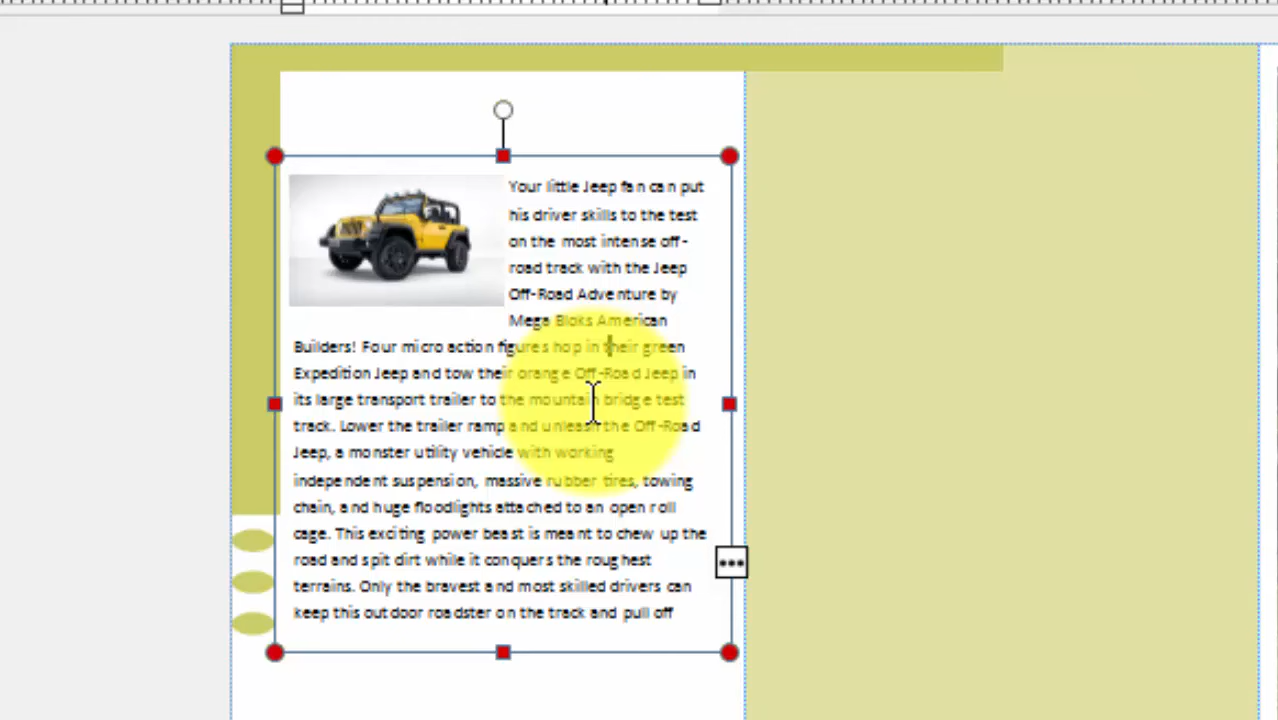 Your little Jeep fan can put
his driver skills to the test
on the most intense off-
road track with the Jeep
Off-Road Adventure by
Mega Bloks American
Builders! Four micro action figures hop in their green
Expedition Jeep and tow their orange Off-Road Jeep in
its large transport trailer to the mountain bridge test
track. Lower the trailer ramp and unleash the Off-Road
Jeep, a monster utility vehicle with working
independent suspension, massive rubber tires, towing
chain, and huge floodlights attached to an open roll
cage. This exciting power beast is meant to chew up the
road and spit dirt while it conquers the roughest
terrains. Only the bravest and most skilled drivers can
keep this outdoor roadster on the track and pull off